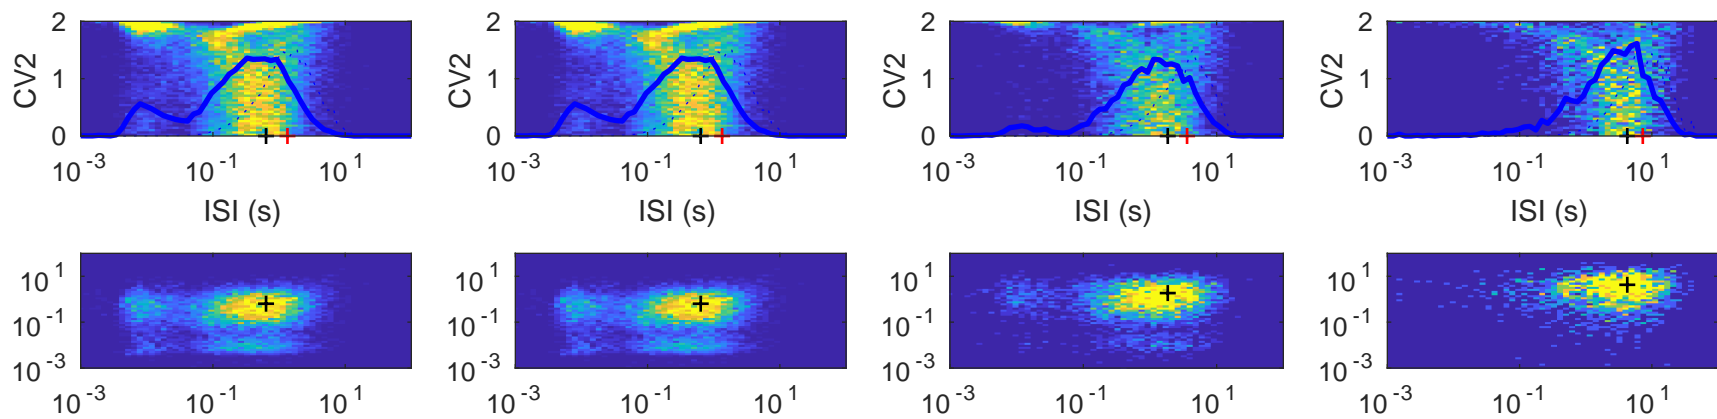 2 2 2 2
CV2 CV2 CV2 CV2
1 1 1 1
0 0 0 0
10^-3 10^-1 10^1 10^-3 10^-1 10^1 10^-3 10^-1 10^1 10^-3 10^-1 10^1
ISI (s) ISI (s) ISI (s) ISI (s)
10^1 10^1 10^1 10^1
10^-1 10^-1 10^-1 10^-1
10^-3 10^-3 10^-3 10^-3
10^-3 10^-1 10^1 10^-3 10^-1 10^1 10^-3 10^-1 10^1 10^-3 10^-1 10^1